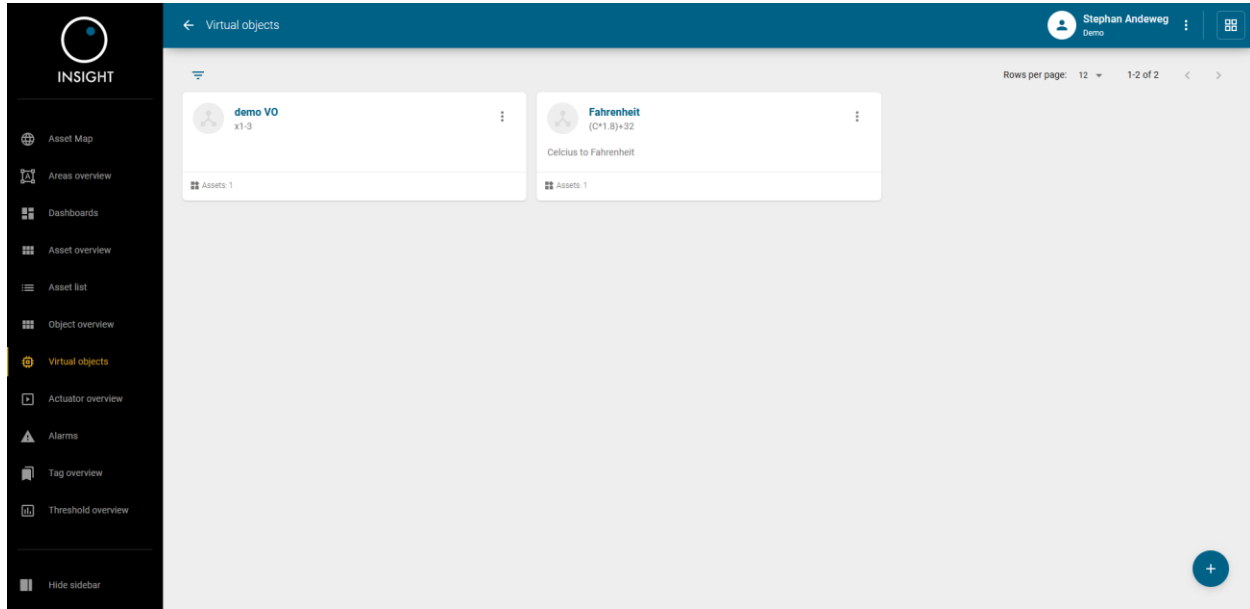 INSIGHT
Asset Map
Areas overview
Dashboards
Asset overview
Asset list
Object overview
Virtual objects
Actuator overview
Alarms
Tag overview
Threshold overview
Hide sidebar
Virtual objects
Stephan Andeweg
Demo
Rows per page: 12 1-2 of 2
demo VO
x1-3
Assets: 1
Fahrenheit
(C*1.8)+32
Celcius to Fahrenheit
Assets: 1